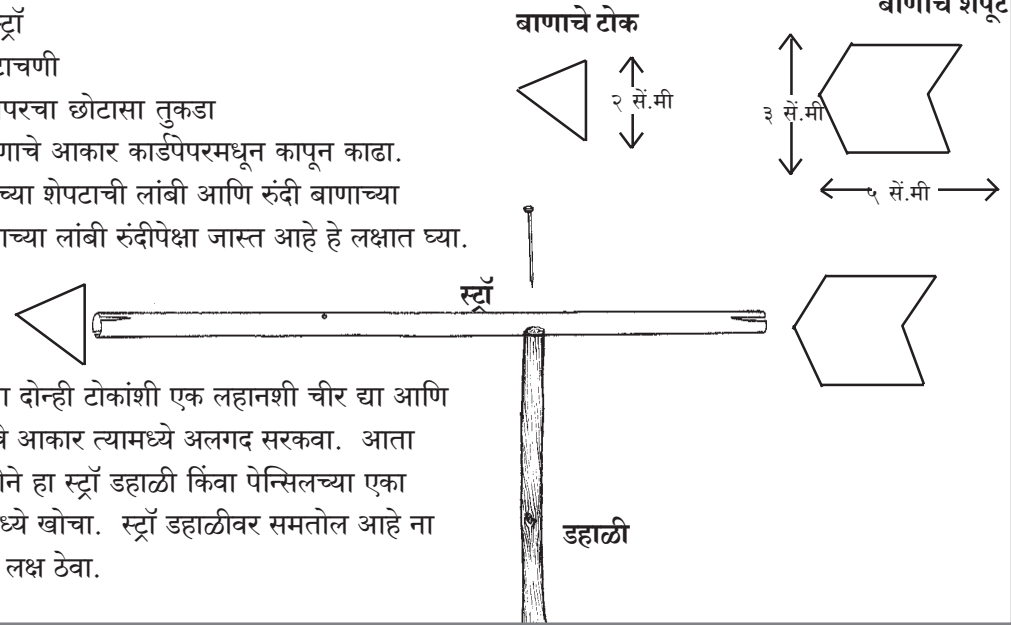 स्ट्रॉ
टाचणी
पेपरचा छोटासा तुकडा
आकार कार्डपेपरमधून कापून काढा.
शेपटाची लांबी आणि रुंदी बाणाच्या
लांबी रुंदीपेक्षा जास्त आहे हे लक्षात घ्या.
बाणाचे टोक
२ सें.मी
बाणाचे शेपूट
३ सें.मी
५ सें.मी
स्ट्रॉ
दोन्ही टोकांशी एक लहानशी चीर द्या आणि
आकार त्यामध्ये अलगद सरकवा. आता
हा स्ट्रॉ डहाळी किंवा पेन्सिलच्या एका
खोचा. स्ट्रॉ डहाळीवर समतोल आहे ना
लक्ष ठेवा.
डहाळी